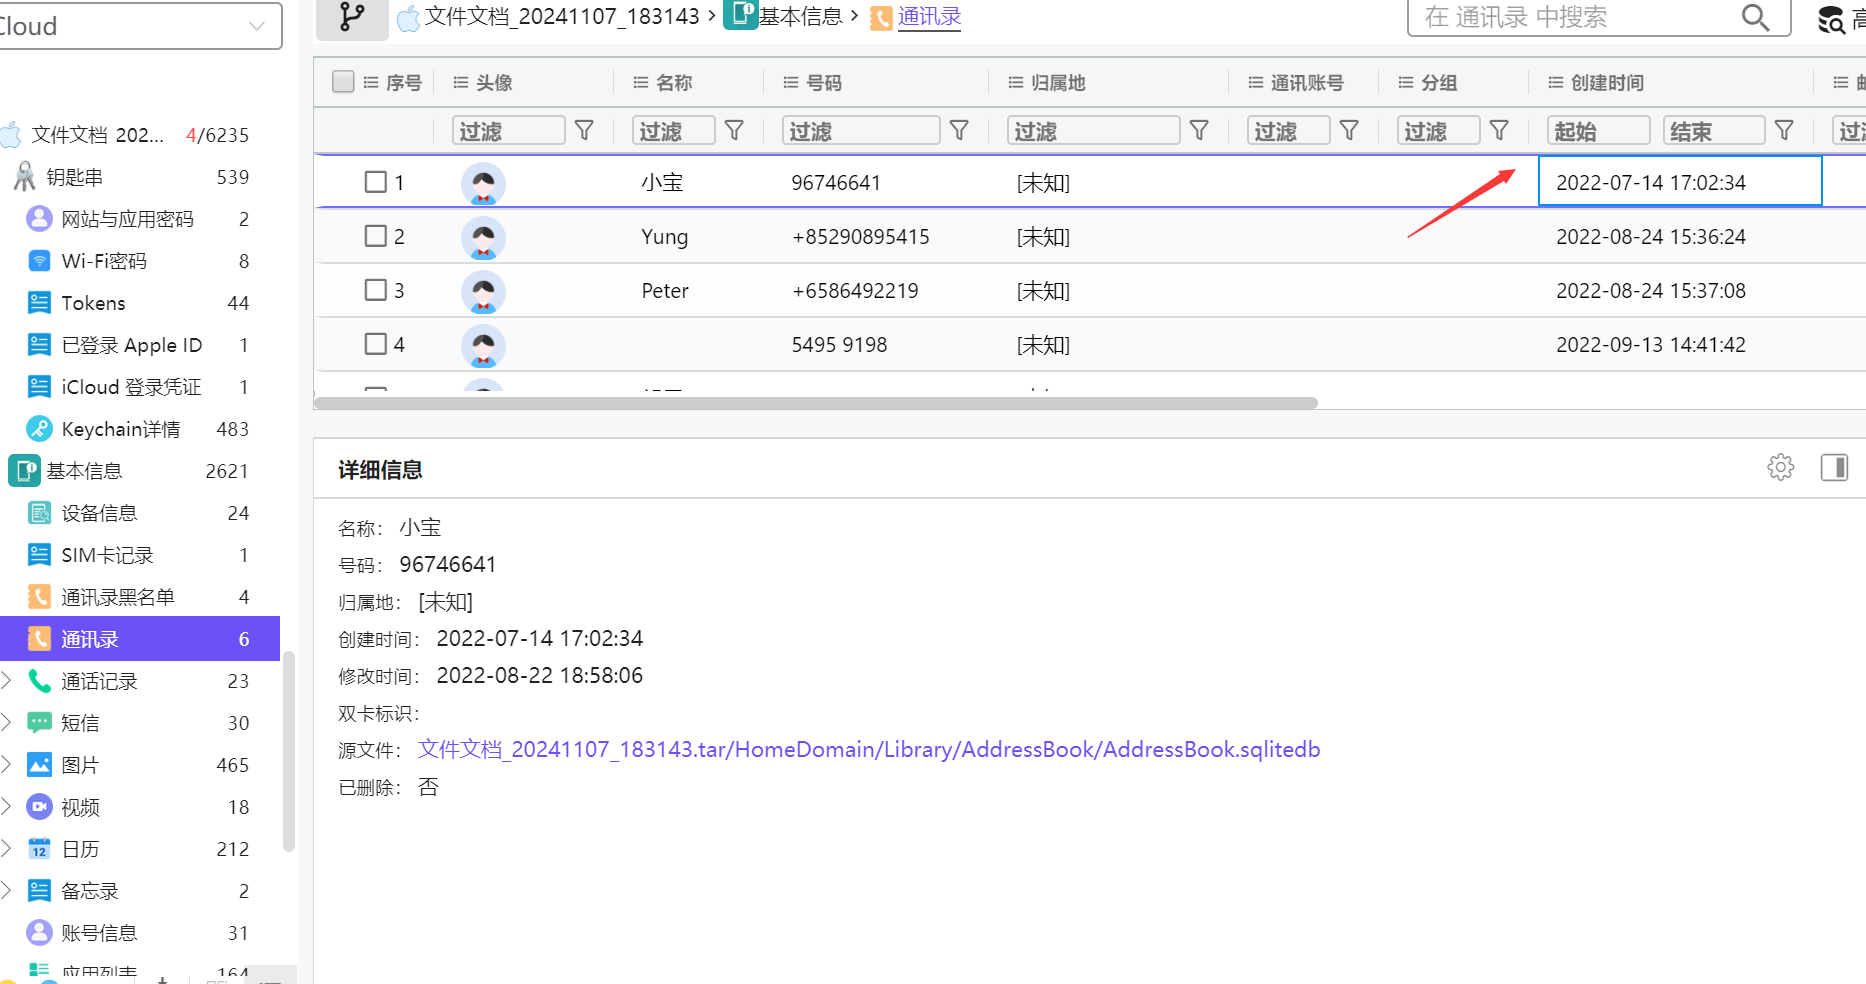 Cloud
文件文档_20241107_183143
基本信息
通讯录
在 通讯录 中搜索
高
序号 头像 名称 号码 归属地 通讯账号 分组 创建时间
过滤 过滤 过滤 过滤 过滤 过滤 起始 结束
1 小宝 96746641 [未知] 2022-07-14 17:02:34
2 Yung +85290895415 [未知] 2022-08-24 15:36:24
3 Peter +6586492219 [未知] 2022-08-24 15:37:08
4 5495 9198 [未知] 2022-09-13 14:41:42
文件文档 202... 4/6235
钥匙串 539
网站与应用密码 2
Wi-Fi密码 8
Tokens 44
已登录 Apple ID 1
iCloud 登录凭证 1
Keychain详情 483
基本信息 2621
设备信息 24
SIM卡记录 1
通讯录黑名单 4
通讯录 6
通话记录 23
短信 30
图片 465
视频 18
日历 212
备忘录 2
账号信息 31
应用列表 164
详细信息
名称： 小宝
号码： 96746641
归属地： [未知]
创建时间： 2022-07-14 17:02:34
修改时间： 2022-08-22 18:58:06
双卡标识：
源文件： 文件文档_20241107_183143.tar/HomeDomain/Library/AddressBook/AddressBook.sqlitedb
已删除： 否